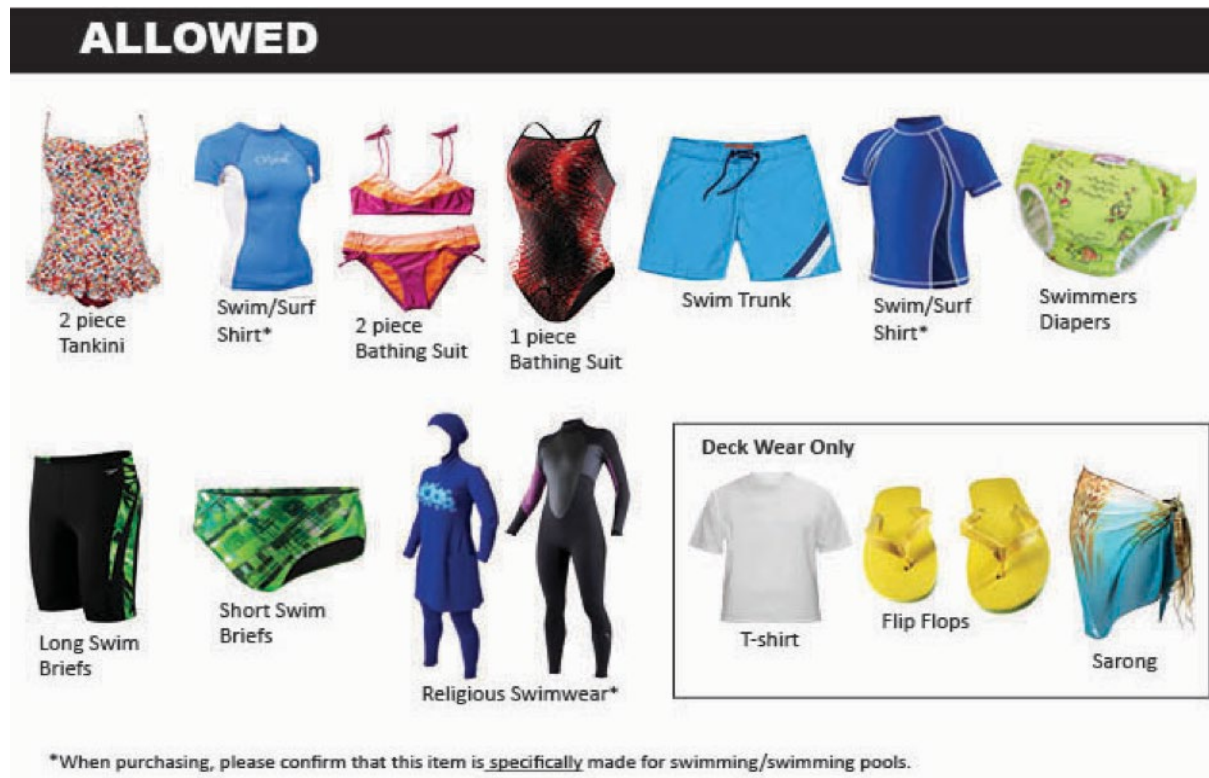 ALLOWED
2 piece
Tankini
Swim/Surf
Shirt*
2 piece
Bathing Suit
1 piece
Bathing Suit
Swim Trunk
Swim/Surf
Shirt*
Swimmers
Diapers
Long Swim
Briefs
Short Swim
Briefs
Religious Swimwear*
Deck Wear Only
T-shirt
Flip Flops
Sarong
*When purchasing, please confirm that this item is specifically made for swimming/swimming pools.